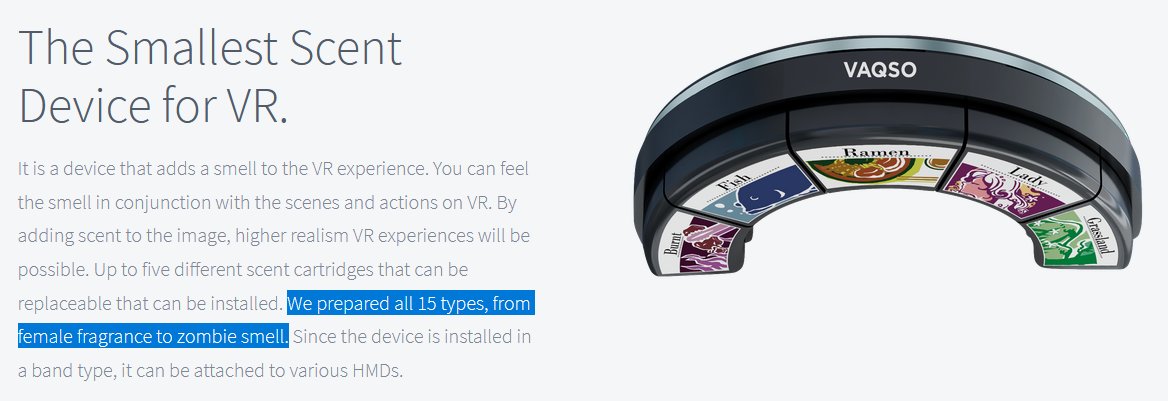 The Smallest Scent
Device for VR.
It is a device that adds a smell to the VR experience. You can feel
the smell in conjunction with the scenes and actions on VR. By
adding scent to the image, higher realism VR experiences will be
possible. Up to five different scent cartridges that can be
replaceable that can be installed. We prepared all 15 types, from
female fragrance to zombie smell. Since the device is installed in
a band type, it can be attached to various HMDs.
VAQSO
Burnt
Fish
Ramen
Lady
Grassland